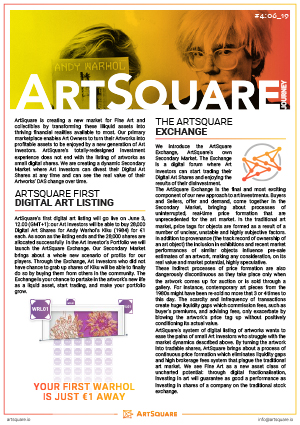 #4:06_19
ANDY WARHOL
ARTSQUARE
JOURNEY
ArtSquare is creating a new market for Fine Art and
collectibles by transforming these illiquid assets into
thriving financial realities available to most. Our primary
marketplace enables Art Owners to turn their Artworks into
profitable assets to be enjoyed by a new generation of Art
Investors. ArtSquare's totally-redesigned investment
experience does not end with the listing of artworks as
small digital shares. We are creating a dynamic Secondary
Market where Art Investors can divest their Digital Art
Shares at any time and can see the real value of their
Artworks' DAS change over time.
ARTSQUARE FIRST
DIGITAL ART LISTING
ArtSquare's first digital art listing will go live on June 3,
12:00 (GMT+1): our Art Investors will be able to buy 28,000
Digital Art Shares for Andy Warhol's Kiku (1984) for €1
each. As soon as the listing ends and the 28,000 shares are
allocated successfully in the Art Investor's Portfolio we will
launch the ArtSquare Exchange. Our Secondary Market
brings about a whole new scenario of profits for our
players. Through the Exchange, Art Investors who did not
have chance to grab up shares of Kiku will be able to finally
do so by buying them from others in the community. The
Exchange is your chance to partake in the artwork's new life
as a liquid asset, start trading, and make your portfolio
grow.
WRL01
YOUR FIRST WARHOL
IS JUST €1 AWAY
THE ARTSQUARE
EXCHANGE
We introduce the ArtSquare
Exchange, ArtSquare's own
Secondary Market. The Exchange
is a digital forum where Art
Investors can start trading their
Digital Art Shares and enjoying the
results of their divestment.
The ArtSquare Exchange is the final and most exciting
component of our new approach to art investments. Buyers
and Sellers, offer and demand, come together in the
Secondary Market, bringing about processes of
uninterrupted, real-time price formation that are
unprecedented for the art market. In the traditional art
market, price tags for objects are formed as a result of a
number of unclear, unstable and highly subjective factors.
In addition to provenance (the track record of ownership of
an art object) the inclusion in exhibitions and recent market
performances of similar objects influence pre-sale
estimates of an artwork, making any consideration, on its
real value and market potential, highly speculative.
These indirect processes of price formation are also
dangerously discontinuous as they take place only when
the artwork comes up for auction or is sold through a
gallery. For instance, contemporary art pieces from the
1980s might have been re-sold no more that 3 or 4 times to
this day. The scarcity and infrequency of transactions
create huge liquidity gaps which commission fees, such as
buyer's premiums, and advising fees, only exacerbate by
blowing the artwork's price tag up without positively
conditioning its actual value.
ArtSquare's system of digital listing of artworks wants to
ease the pains of small Art Investors who struggle with the
market dynamics described above. By turning the artwork
into tradable shares, ArtSquare brings about a process of
continuous price formation which eliminates liquidity gaps
and high brokerage fees system that plague the traditional
art market. We see Fine Art as a new asset class of
uncharted potential: through digital fractionalisation,
investing in art will guarantee as good a performance as
investing in shares of a company on the traditional stock
exchange.
ARTSQUARE
artsquare.io
info@artsquare.io